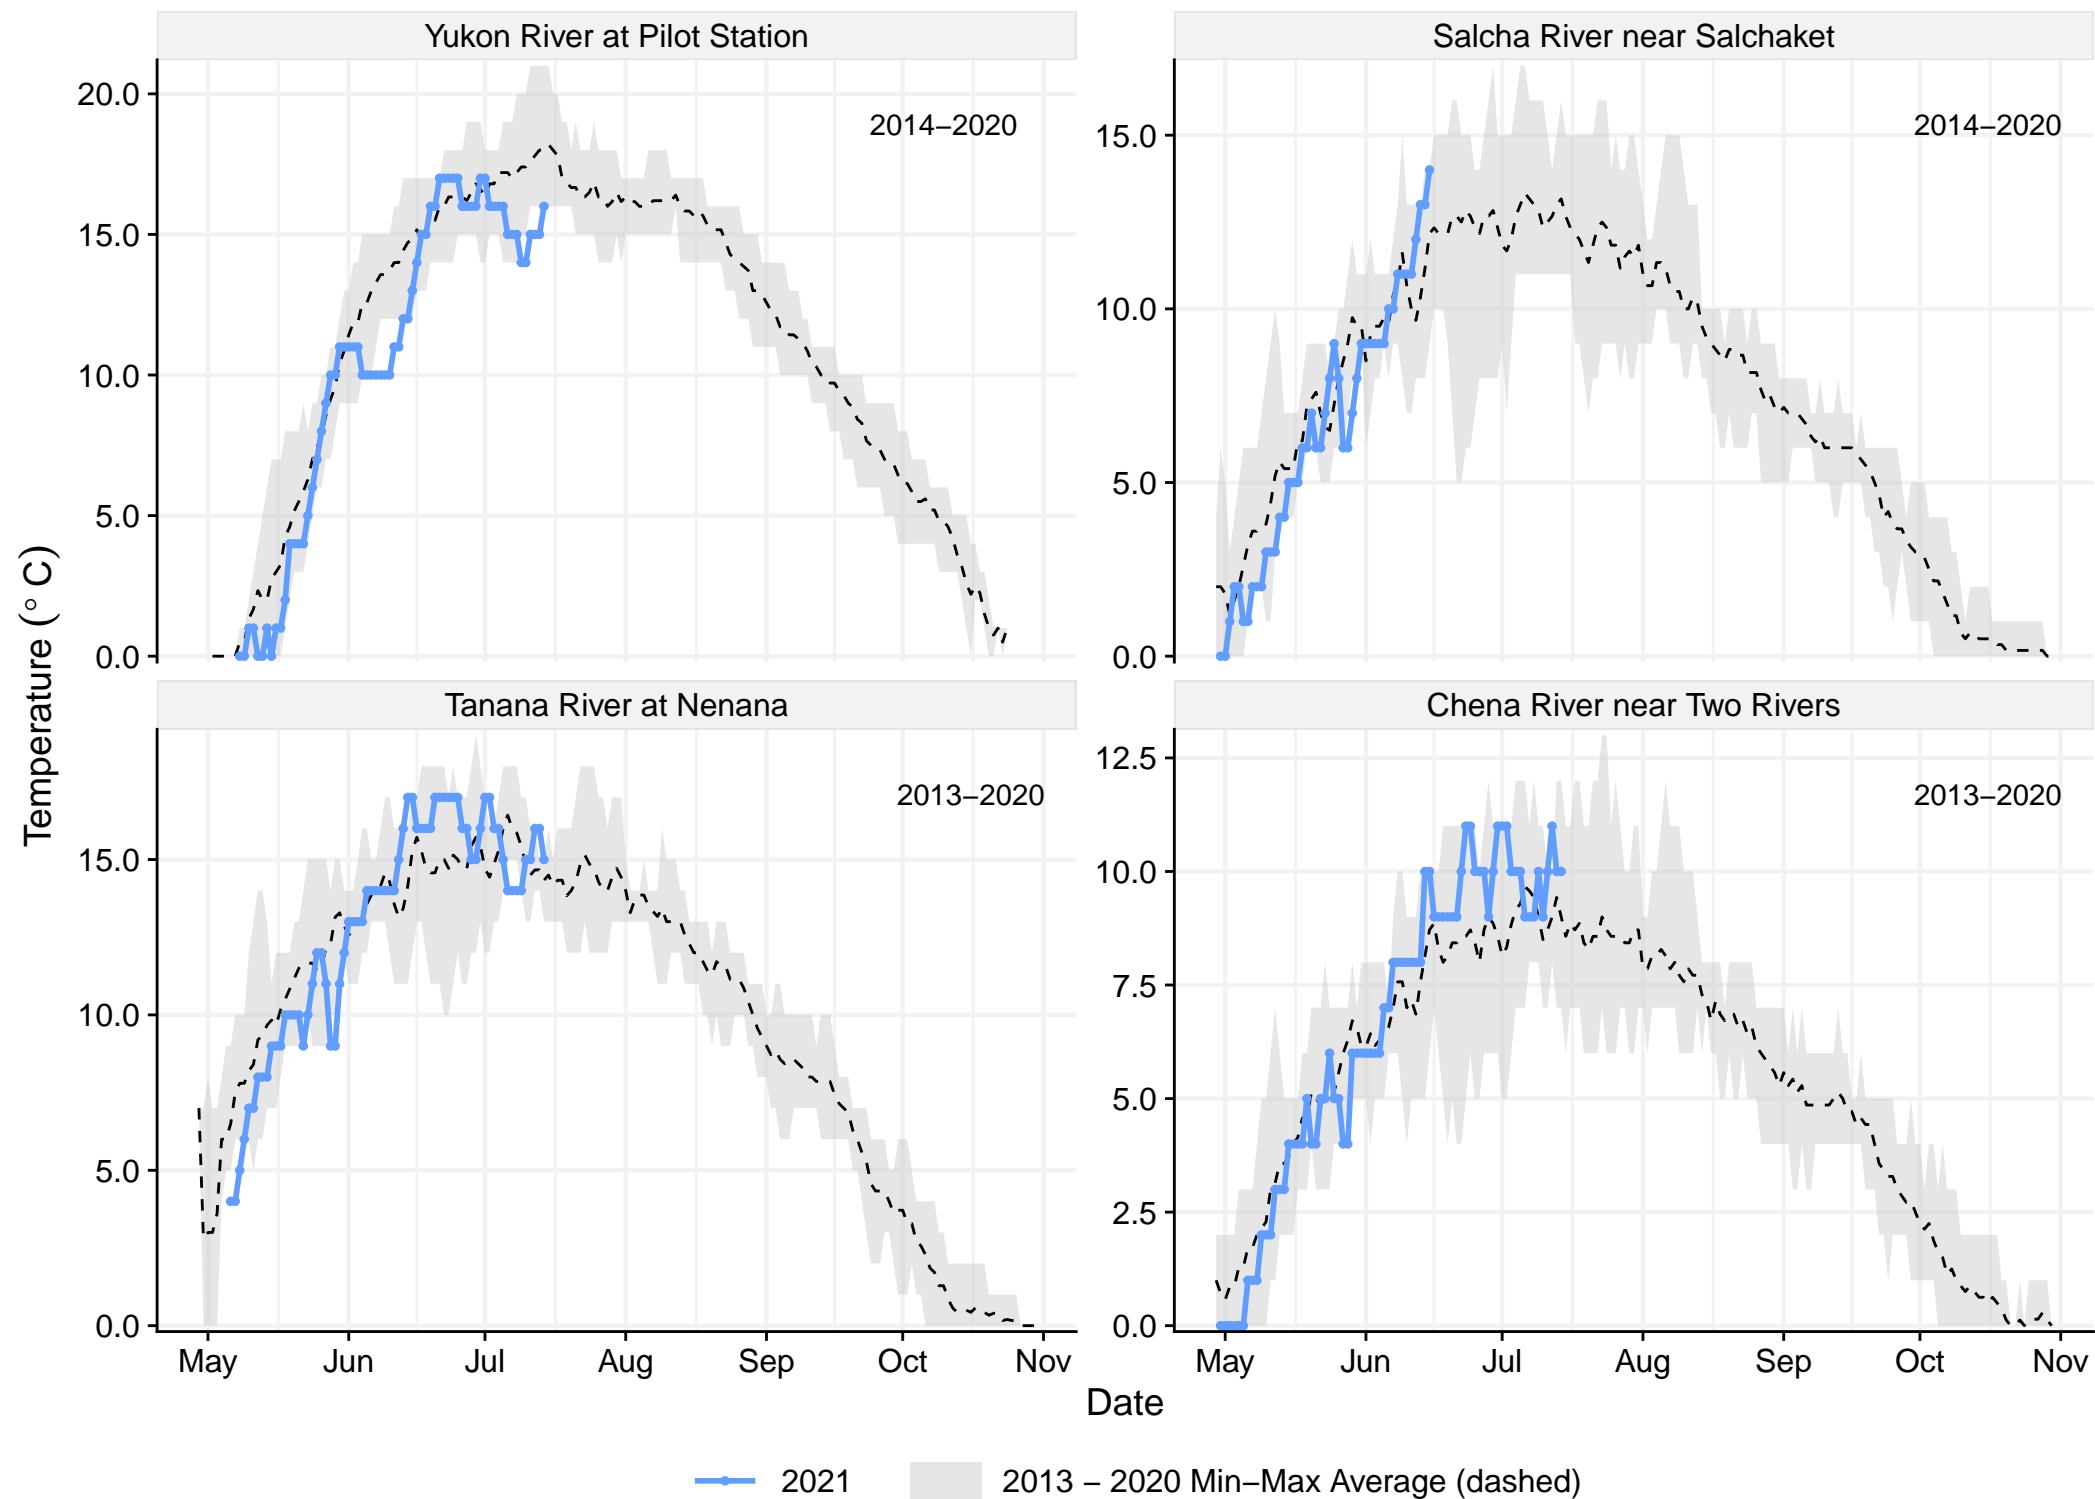 Yukon River at Pilot Station
Salcha River near Salchaket
20.0
15.0
10.0
5.0
0.0
2014–2020
15.0
10.0
5.0
0.0
2014–2020
Temperature (° C)
Tanana River at Nenana
Chena River near Two Rivers
15.0
10.0
5.0
0.0
2013–2020
12.5
10.0
7.5
5.0
2.5
0.0
2013–2020
May Jun Jul Aug Sep Oct Nov
May Jun Jul Aug Sep Oct Nov
Date
2021
2013 – 2020 Min–Max Average (dashed)